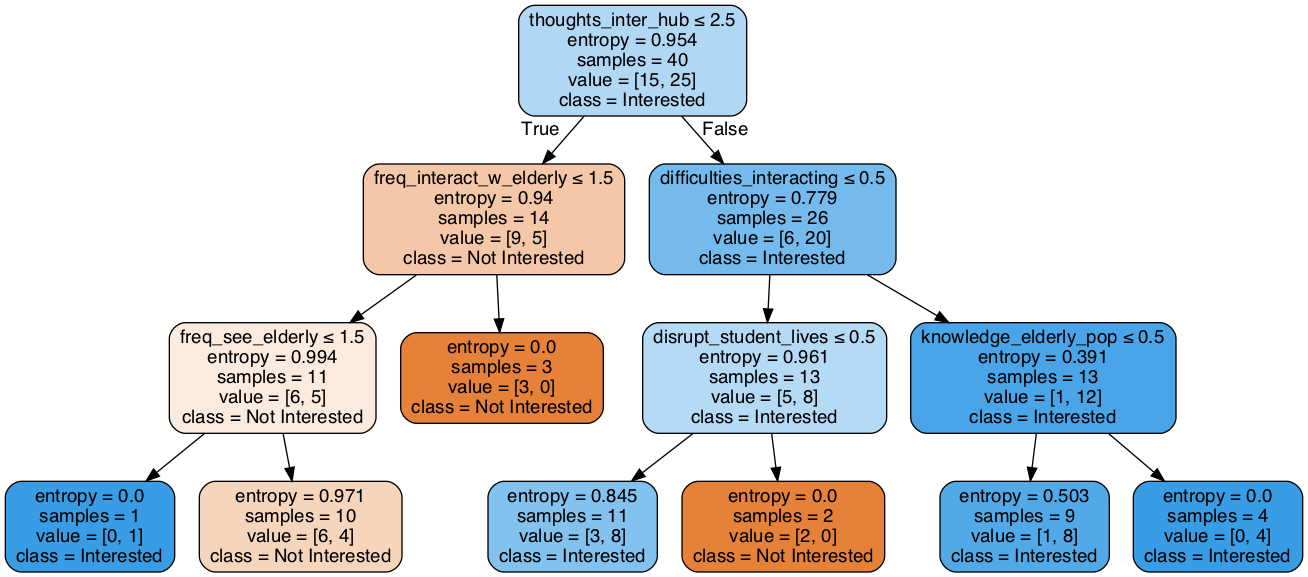 thoughts_inter_hub ≤ 2.5
entropy = 0.954
samples = 40
value = [15, 25]
class = Interested
True
False
freq_interact_w_elderly ≤ 1.5
entropy = 0.94
samples = 14
value = [9, 5]
class = Not Interested
difficulties_interacting ≤ 0.5
entropy = 0.779
samples = 26
value = [6, 20]
class = Interested
freq_see_elderly ≤ 1.5
entropy = 0.994
samples = 11
value = [6, 5]
class = Not Interested
entropy = 0.0
samples = 3
value = [3, 0]
class = Not Interested
disrupt_student_lives ≤ 0.5
entropy = 0.961
samples = 13
value = [5, 8]
class = Interested
knowledge_elderly_pop ≤ 0.5
entropy = 0.391
samples = 13
value = [1, 12]
class = Interested
entropy = 0.0
samples = 1
value = [0, 1]
class = Interested
entropy = 0.971
samples = 10
value = [6, 4]
class = Not Interested
entropy = 0.845
samples = 11
value = [3, 8]
class = Interested
entropy = 0.0
samples = 2
value = [2, 0]
class = Not Interested
entropy = 0.503
samples = 9
value = [1, 8]
class = Interested
entropy = 0.0
samples = 4
value = [0, 4]
class = Interested